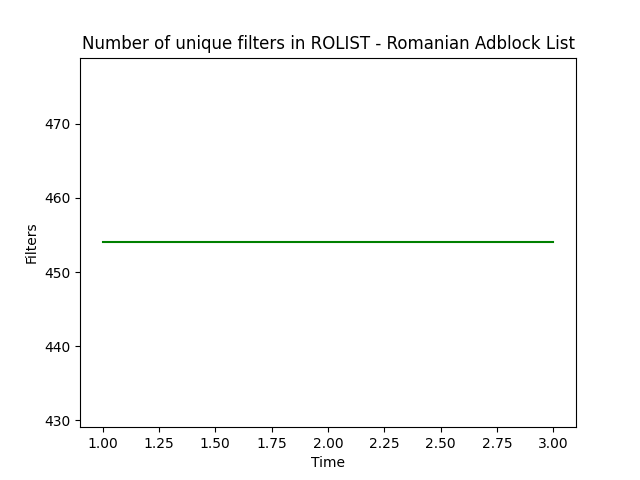 Number of unique filters in ROLIST - Romanian Adblock List
470
460
450
440
430
Filters
1.00 1.25 1.50 1.75 2.00 2.25 2.50 2.75 3.00
Time